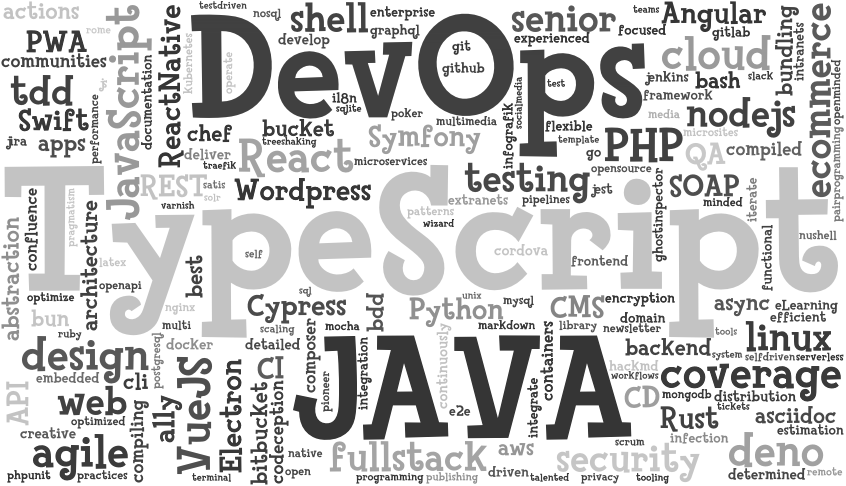 actions
testdriven
nosql
shell
enterprise
senior
teams
Angular
rome
JavaScript
ReactNative
Kubernetes
operate
DevOps
develop
graphql
git
github
experienced
focused
gitlab
bundling
intranets
ecommerce
openminded
PWA
communities
documentation
cloud
tdd
performance
il8n
sqlite
test
jenkins
bash
slack
framework
Swift
poker
multimedia
infografik
socialmedia
flexible
media
nodejs
jira
apps
chef
bucket
treeshaking
Symfony
template
go
PHP
microsites
QA
compiled
pairprogramming
deliver
traefik
React
microservices
opensource
REST
satis
solr
Wordpress
testing
jest
ghostinspector
SOAP
minded
iterate
varnish
extranets
pipelines
TypeScript
confluence
pragmatism
architecture
patterns
wizard
functional
nushell
abstraction
latex
best
self
cordova
frontend
optimize
openapi
nginx
sql
Cypress
bdd
unix
Python
mysql
CMS
encryption
async
eLearning
efficient
bun
ruby
multi
scaling
mocha
markdown
library
domain
newsletter
tools
linux
design
postgresql
docker
detailed
composer
pioneer
integration
JAVA
continuously
containers
backend
system
selfdriven
serverless
embedded
cli
VueJS
CI
hackmd
workflows
coverage
API
web
optimized
compiling
a11y
Electron
bitbucket
codeception
e2e
integrate
CD
mongodb
distribution
tickets
Rust
asciidoc
estimation
creative
agile
native
fullstack
aws
scrum
infection
security
deno
phpunit
practices
terminal
open
programming
publishing
driven
talented
privacy
tooling
determined
remote